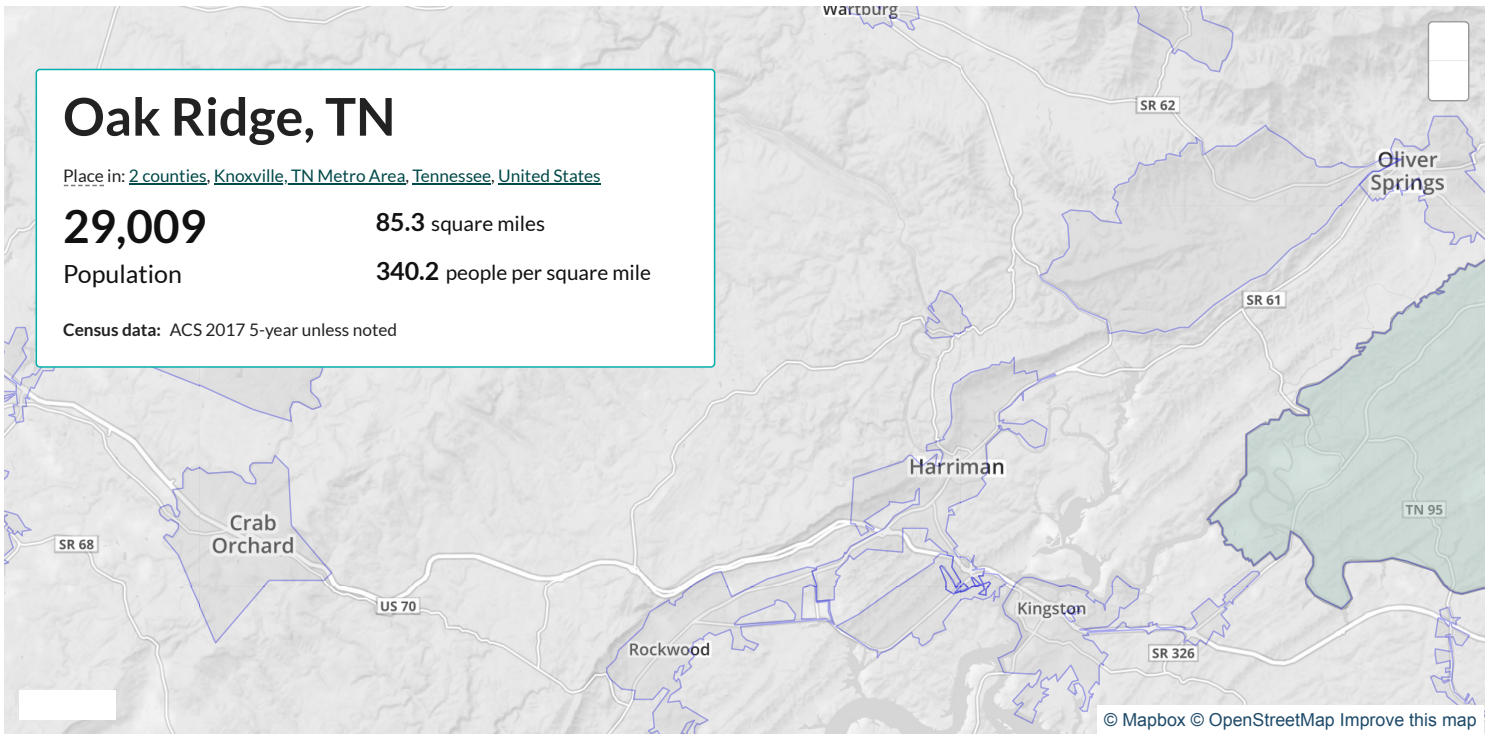 Wartburg
Oak Ridge, TN
Place in: 2 counties, Knoxville, TN Metro Area, Tennessee, United States
29,009
Population
85.3 square miles
340.2 people per square mile
Census data: ACS 2017 5-year unless noted
SR 62
Oliver
Springs
SR 61
Harriman
TN 95
Crab
Orchard
SR 68
US 70
Kingston
Rockwood
SR 326
© Mapbox © OpenStreetMap Improve this map